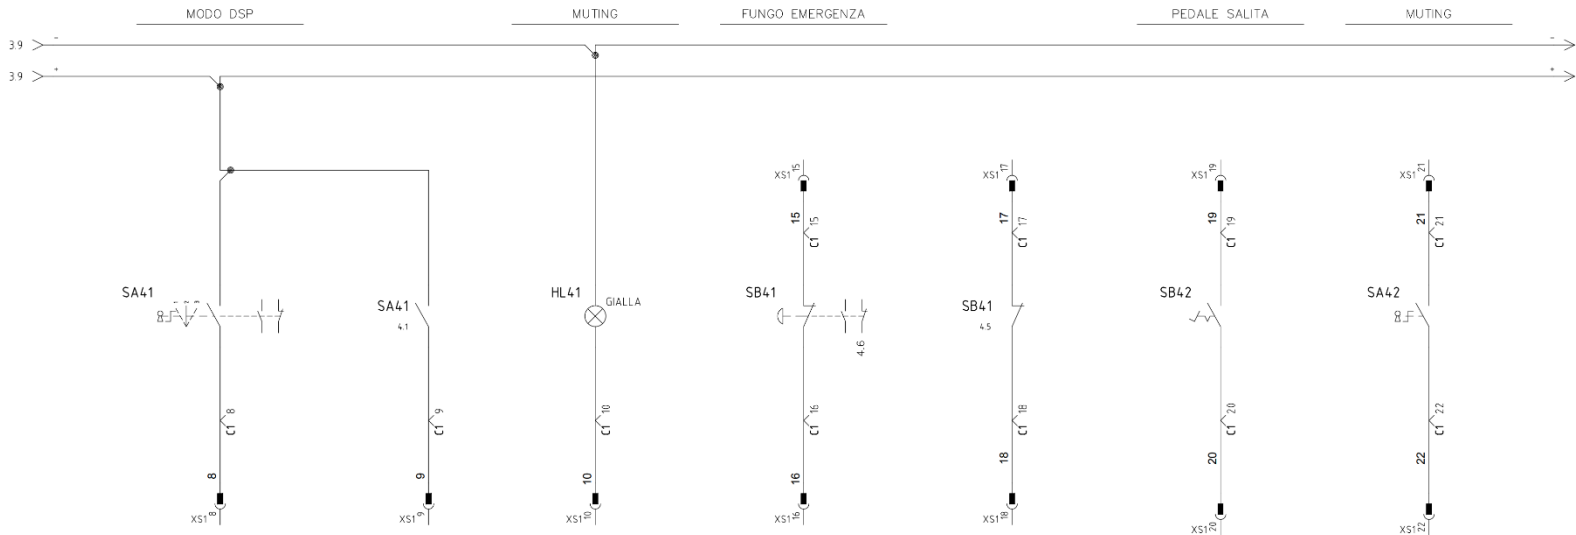 MODO DSP
MUTING
FUNGO EMERGENZA
PEDALE SALITA
MUTING
3.9 - -
3.9 + +
XS1 15
XS1 17
XS1 19
XS1 21
15
C1 15
17
C1 17
19
C1 19
21
C1 21
SA41
1 2 3
SA41
4.1
HL41
GIALLA
SB41
4.6
SB41
4.5
SB42
SA42
C1 8
C1 9
C1 10
C1 16
C1 18
C1 20
C1 22
8
9
10
16
18
20
22
XS1 8
XS1 9
XS1 10
XS1 16
XS1 18
XS1 20
XS1 22